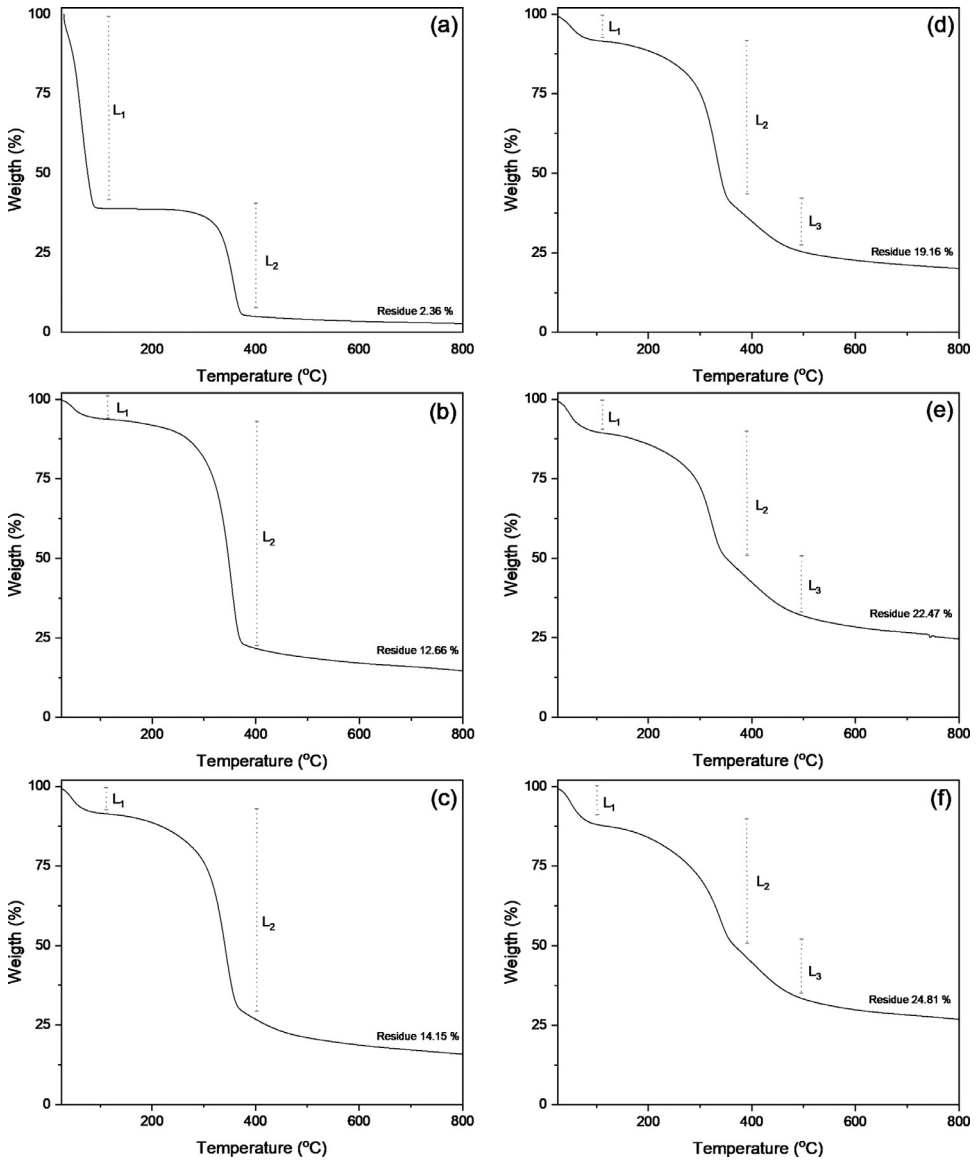 (a)
100
75
50
25
0
Weigth (%)
L1
L2
Residue 2.36 %
200
400
600
800
Temperature (oC)
(b)
100
75
50
25
0
Weigth (%)
L1
L2
Residue 12.66 %
200
400
600
800
Temperature (oC)
(c)
100
75
50
25
0
Weigth (%)
L1
L2
Residue 14.15 %
200
400
600
800
Temperature (oC)
(d)
100
75
50
25
0
Weigth (%)
L1
L2
L3
Residue 19.16 %
200
400
600
800
Temperature (oC)
(e)
100
75
50
25
0
Weigth (%)
L1
L2
L3
Residue 22.47 %
200
400
600
800
Temperature (oC)
(f)
100
75
50
25
0
Weigth (%)
L1
L2
L3
Residue 24.81 %
200
400
600
800
Temperature (oC)